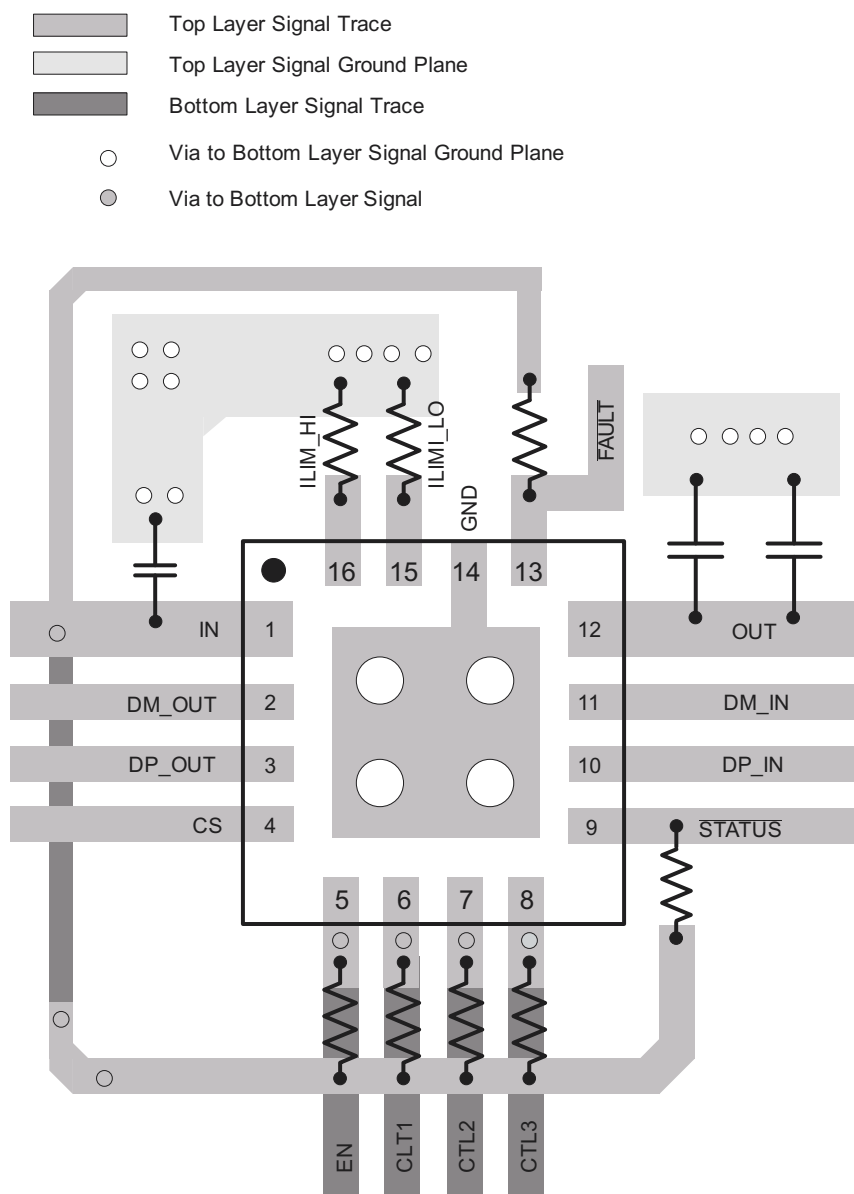 Top Layer Signal Trace
Top Layer Signal Ground Plane
Bottom Layer Signal Trace
Via to Bottom Layer Signal Ground Plane
Via to Bottom Layer Signal
ILIM_HI
ILIMI_LO
GND
FAULT
16
15
14
13
IN
1
12
OUT
DM_OUT
2
11
DM_IN
DP_OUT
3
10
DP_IN
CS
4
9
STATUS
5
6
7
8
EN
CLT1
CTL2
CTL3